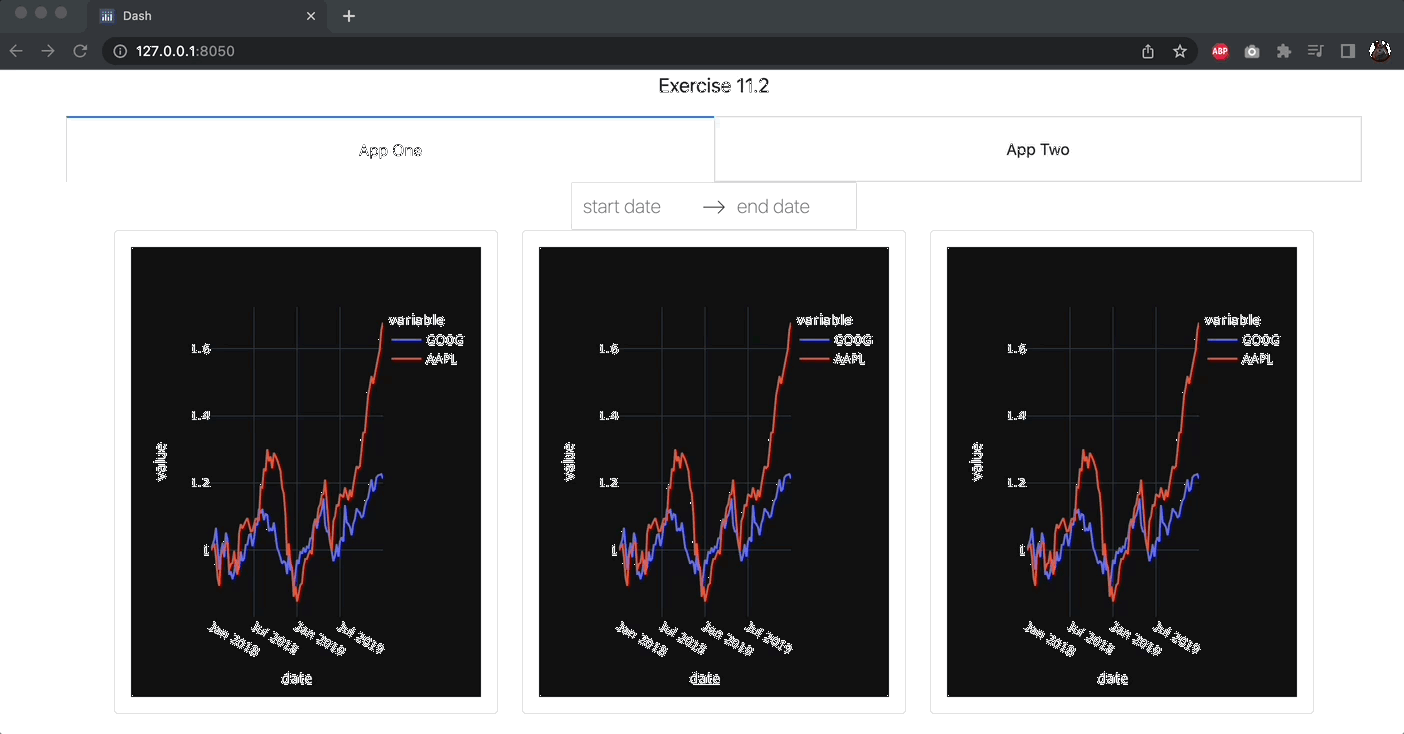 Dash
127.0.0.1:8050
ABP
Exercise 11.2
App One
App Two
start date → end date
variable
GOOG
AAPL
1.6
1.4
1.2
1
value
Jan 2018
Jul 2018
Jan 2019
Jul 2019
date
variable
GOOG
AAPL
1.6
1.4
1.2
1
value
Jan 2018
Jul 2018
Jan 2019
Jul 2019
date
variable
GOOG
AAPL
1.6
1.4
1.2
1
value
Jan 2018
Jul 2018
Jan 2019
Jul 2019
date